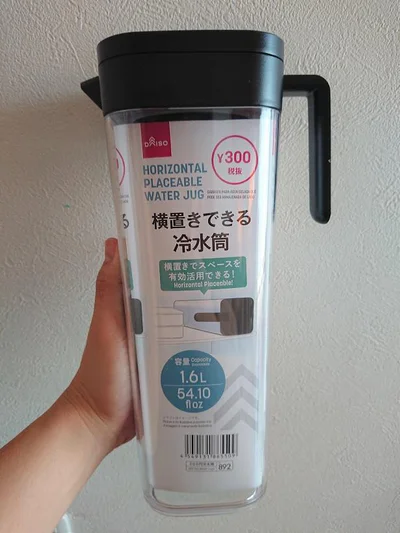 DAISO
¥300
税抜
HORIZONTAL
PLACEABLE
WATER JUG
横置きできる
冷水筒
横置きでスペースを
有効活用できる!
Horizontal Placeable!
容量 Capacity
1.6L
54.10
fl oz
892